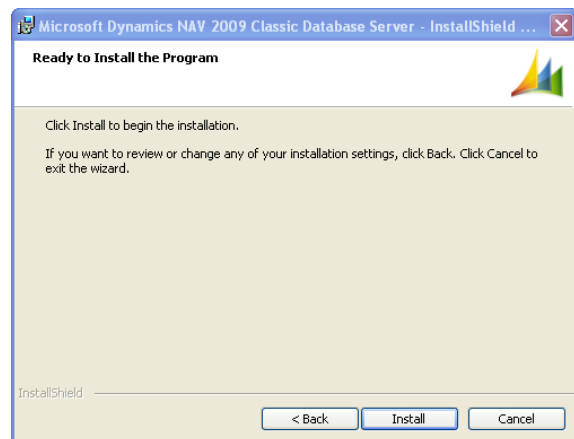 Microsoft Dynamics NAV 2009 Classic Database Server - InstallShield ...
Ready to Install the Program
Click Install to begin the installation.
If you want to review or change any of your installation settings, click Back. Click Cancel to
exit the wizard.
InstallShield
< Back Install Cancel